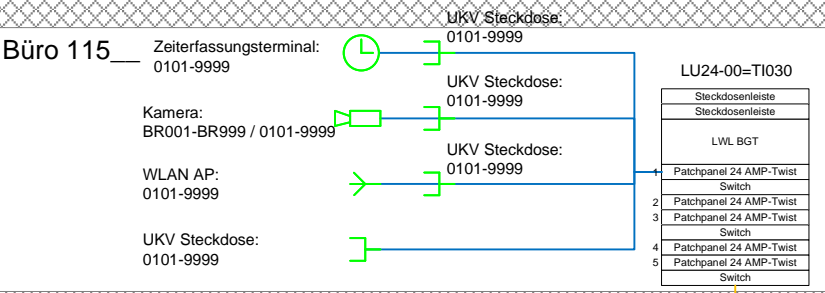 Büro 115__
Zeiterfassungsterminal:
0101-9999
UKV Steckdose:
0101-9999
Kamera:
BR001-BR999 / 0101-9999
UKV Steckdose:
0101-9999
WLAN AP:
0101-9999
UKV Steckdose:
0101-9999
UKV Steckdose:
0101-9999
LU24-00=TI030
Steckdosenleiste
Steckdosenleiste
LWL BGT
1 Patchpanel 24 AMP-Twist
Switch
2 Patchpanel 24 AMP-Twist
3 Patchpanel 24 AMP-Twist
Switch
4 Patchpanel 24 AMP-Twist
5 Patchpanel 24 AMP-Twist
Switch